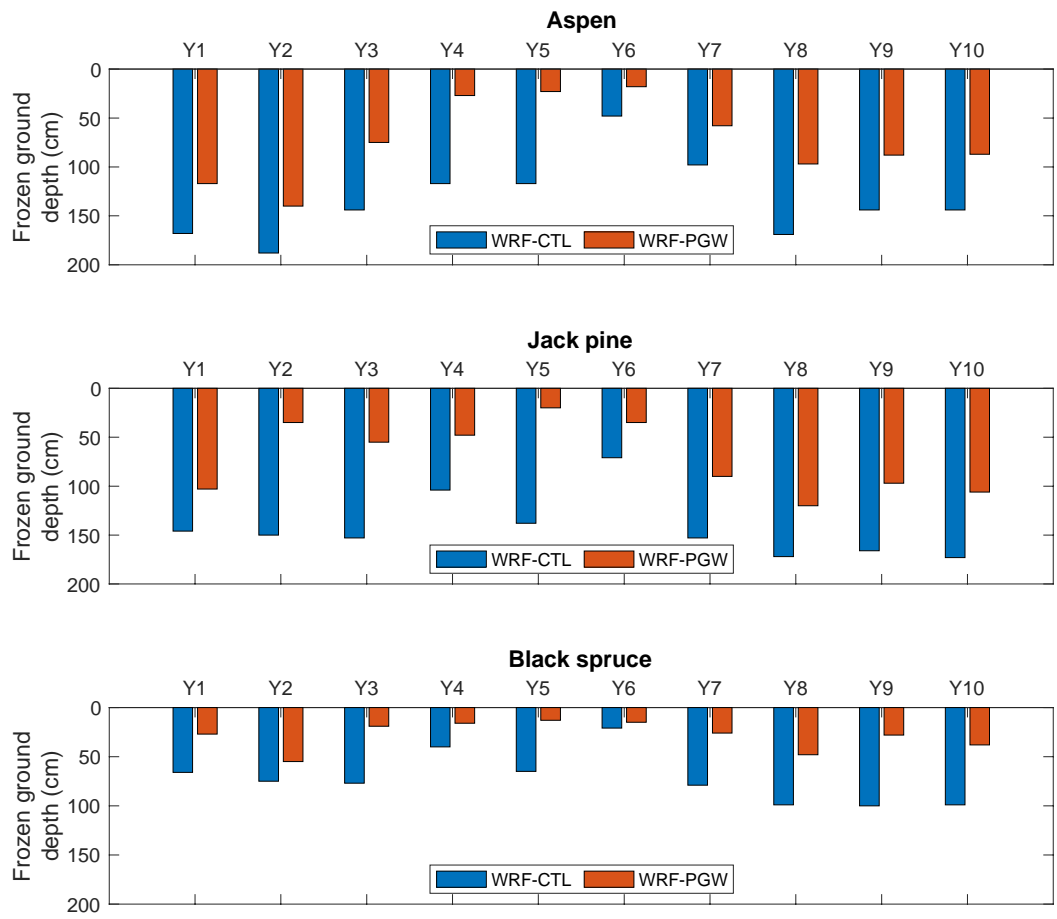 Aspen
Y1 Y2 Y3 Y4 Y5 Y6 Y7 Y8 Y9 Y10
0
50
100
150
200
Frozen ground
depth (cm)
WRF-CTL WRF-PGW
Jack pine
Y1 Y2 Y3 Y4 Y5 Y6 Y7 Y8 Y9 Y10
0
50
100
150
200
Frozen ground
depth (cm)
WRF-CTL WRF-PGW
Black spruce
Y1 Y2 Y3 Y4 Y5 Y6 Y7 Y8 Y9 Y10
0
50
100
150
200
Frozen ground
depth (cm)
WRF-CTL WRF-PGW